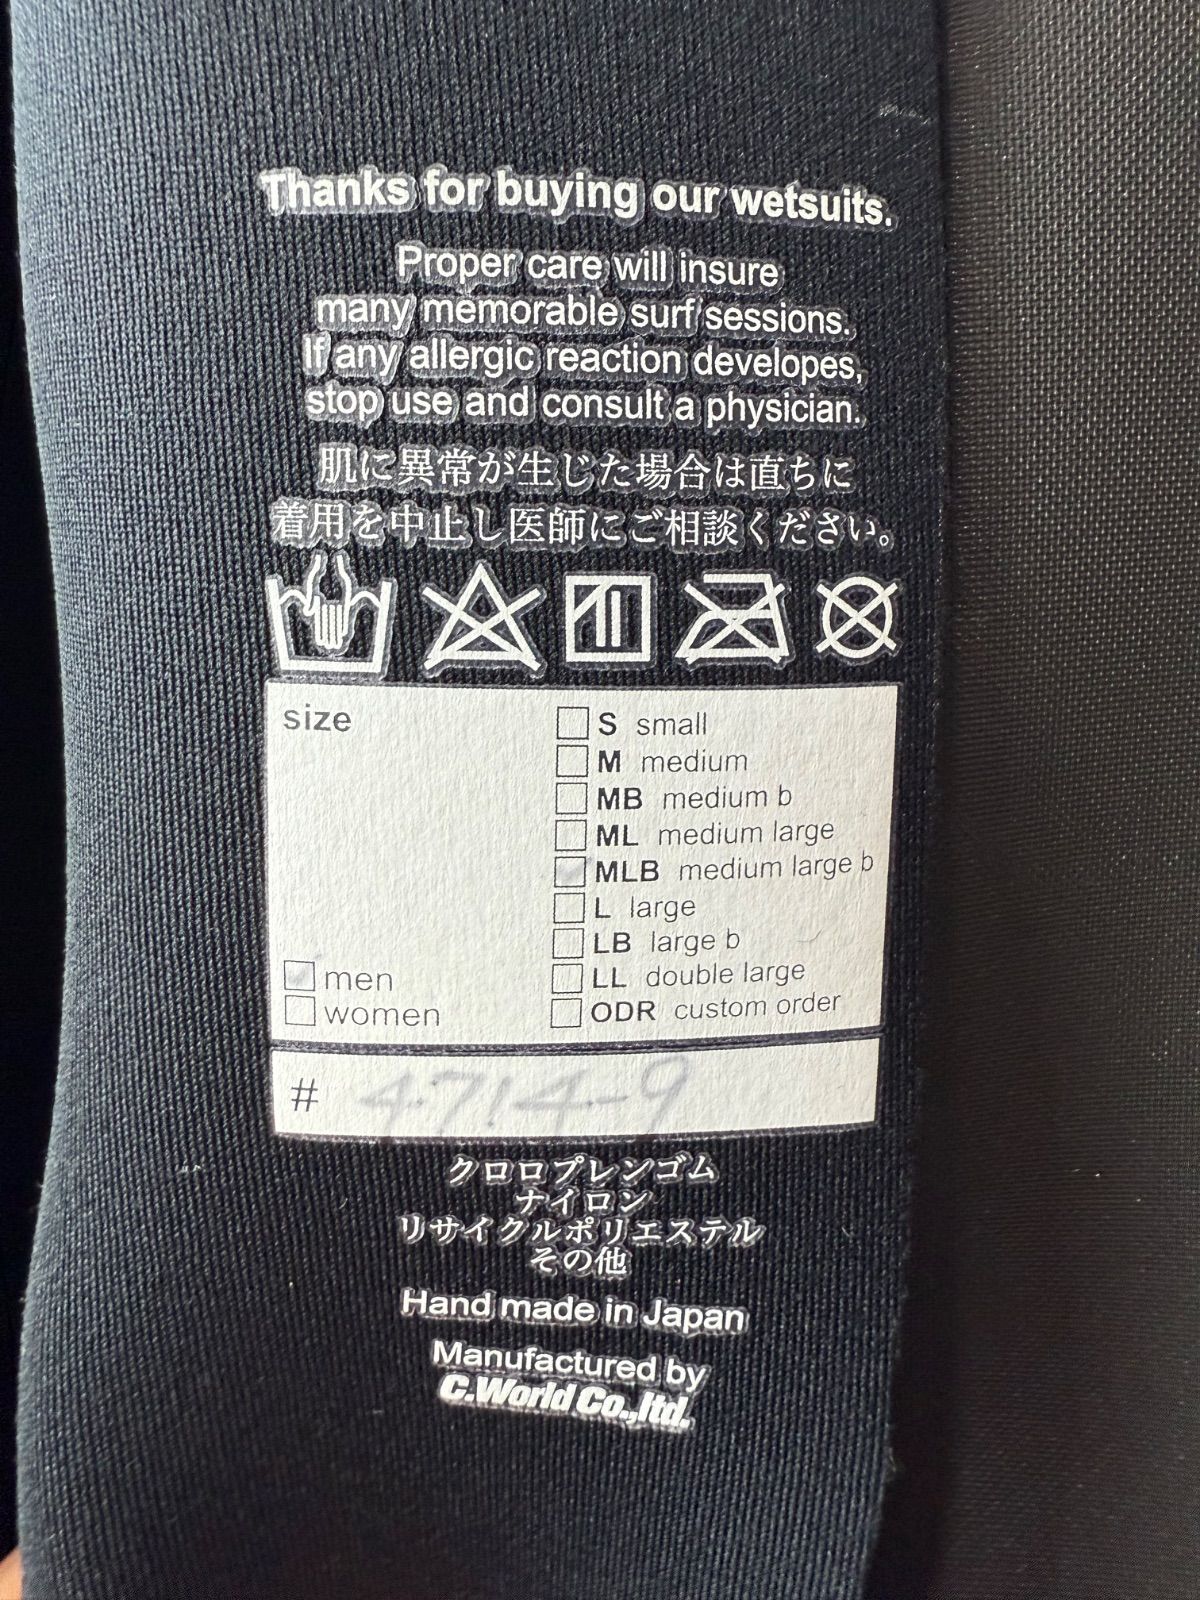 Thanks for buying our wetsuits.
Proper care will insure
many memorable surf sessions.
If any allergic reaction developes,
stop use and consult a physician.
肌に異常が生じた場合は直ちに
着用を中止し医師にご相談ください。
size
S small
M medium
MB medium b
ML medium large
MLB medium large b
L large
LB large b
LL double large
ODR custom order
men
women
# 4714-9
クロロプレンゴム
ナイロン
リサイクルポリエステル
その他
Hand made in Japan
Manufactured by
C.World Co.,ltd.